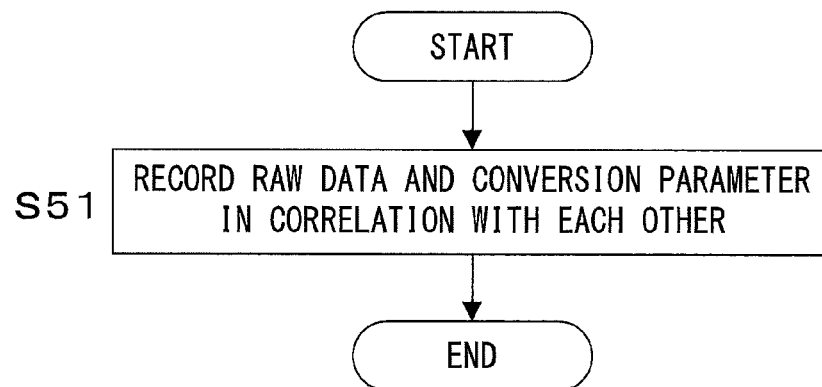 START
S51
RECORD RAW DATA AND CONVERSION PARAMETER
IN CORRELATION WITH EACH OTHER
END